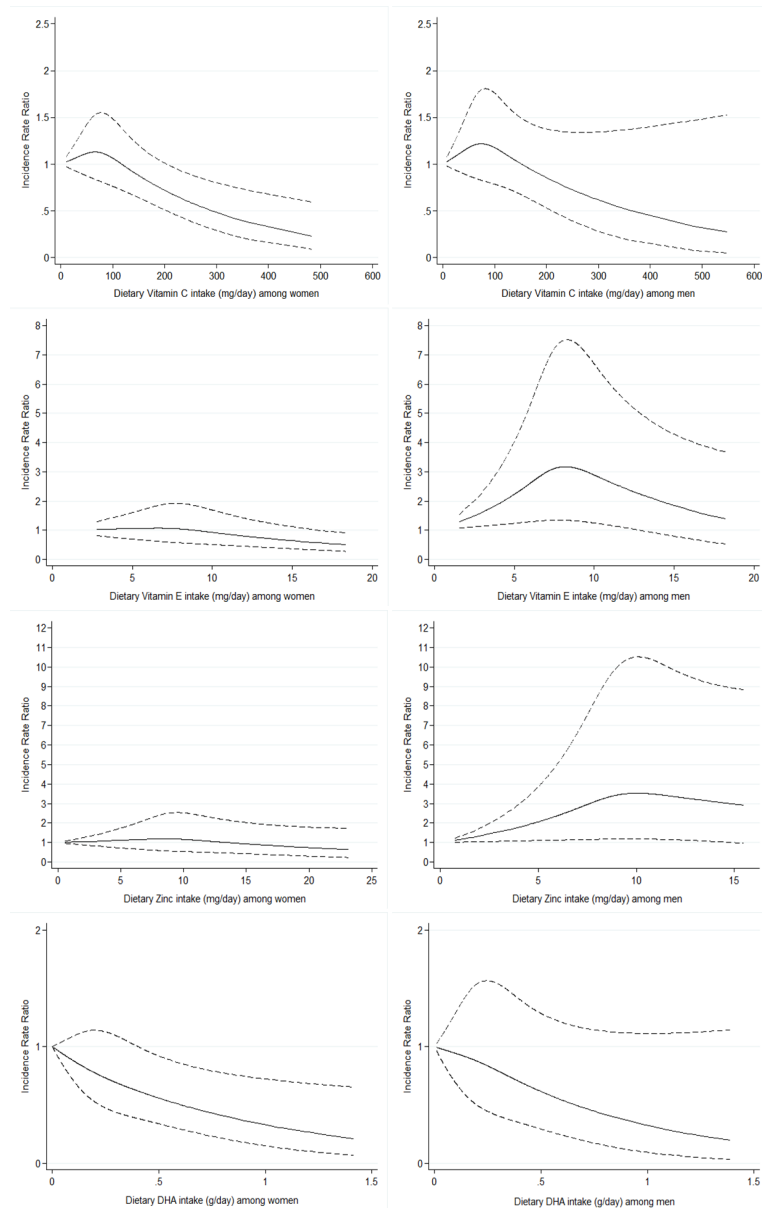 2.5
2
1.5
1
.5
0
Incidence Rate Ratio
0 100 200 300 400 500 600
Dietary Vitamin C intake (mg/day) among women
2.5
2
1.5
1
.5
0
Incidence Rate Ratio
0 100 200 300 400 500 600
Dietary Vitamin C intake (mg/day) among men
8
7
6
5
4
3
2
1
0
Incidence Rate Ratio
0 5 10 15 20
Dietary Vitamin E intake (mg/day) among women
8
7
6
5
4
3
2
1
0
Incidence Rate Ratio
0 5 10 15 20
Dietary Vitamin E intake (mg/day) among men
12
11
10
9
8
7
6
5
4
3
2
1
0
Incidence Rate Ratio
0 5 10 15 20 25
Dietary Zinc intake (mg/day) among women
12
11
10
9
8
7
6
5
4
3
2
1
0
Incidence Rate Ratio
0 5 10 15
Dietary Zinc intake (mg/day) among men
2
1
0
Incidence Rate Ratio
0 .5 1 1.5
Dietary DHA intake (g/day) among women
2
1
0
Incidence Rate Ratio
0 .5 1 1.5
Dietary DHA intake (g/day) among men